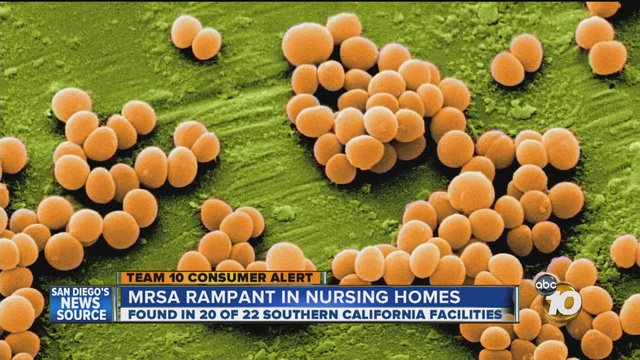 TEAM 10 CONSUMER ALERT
SAN DIEGO'S
NEWS
SOURCE
MRSA RAMPANT IN NURSING HOMES
FOUND IN 20 OF 22 SOUTHERN CALIFORNIA FACILITIES
abc
10